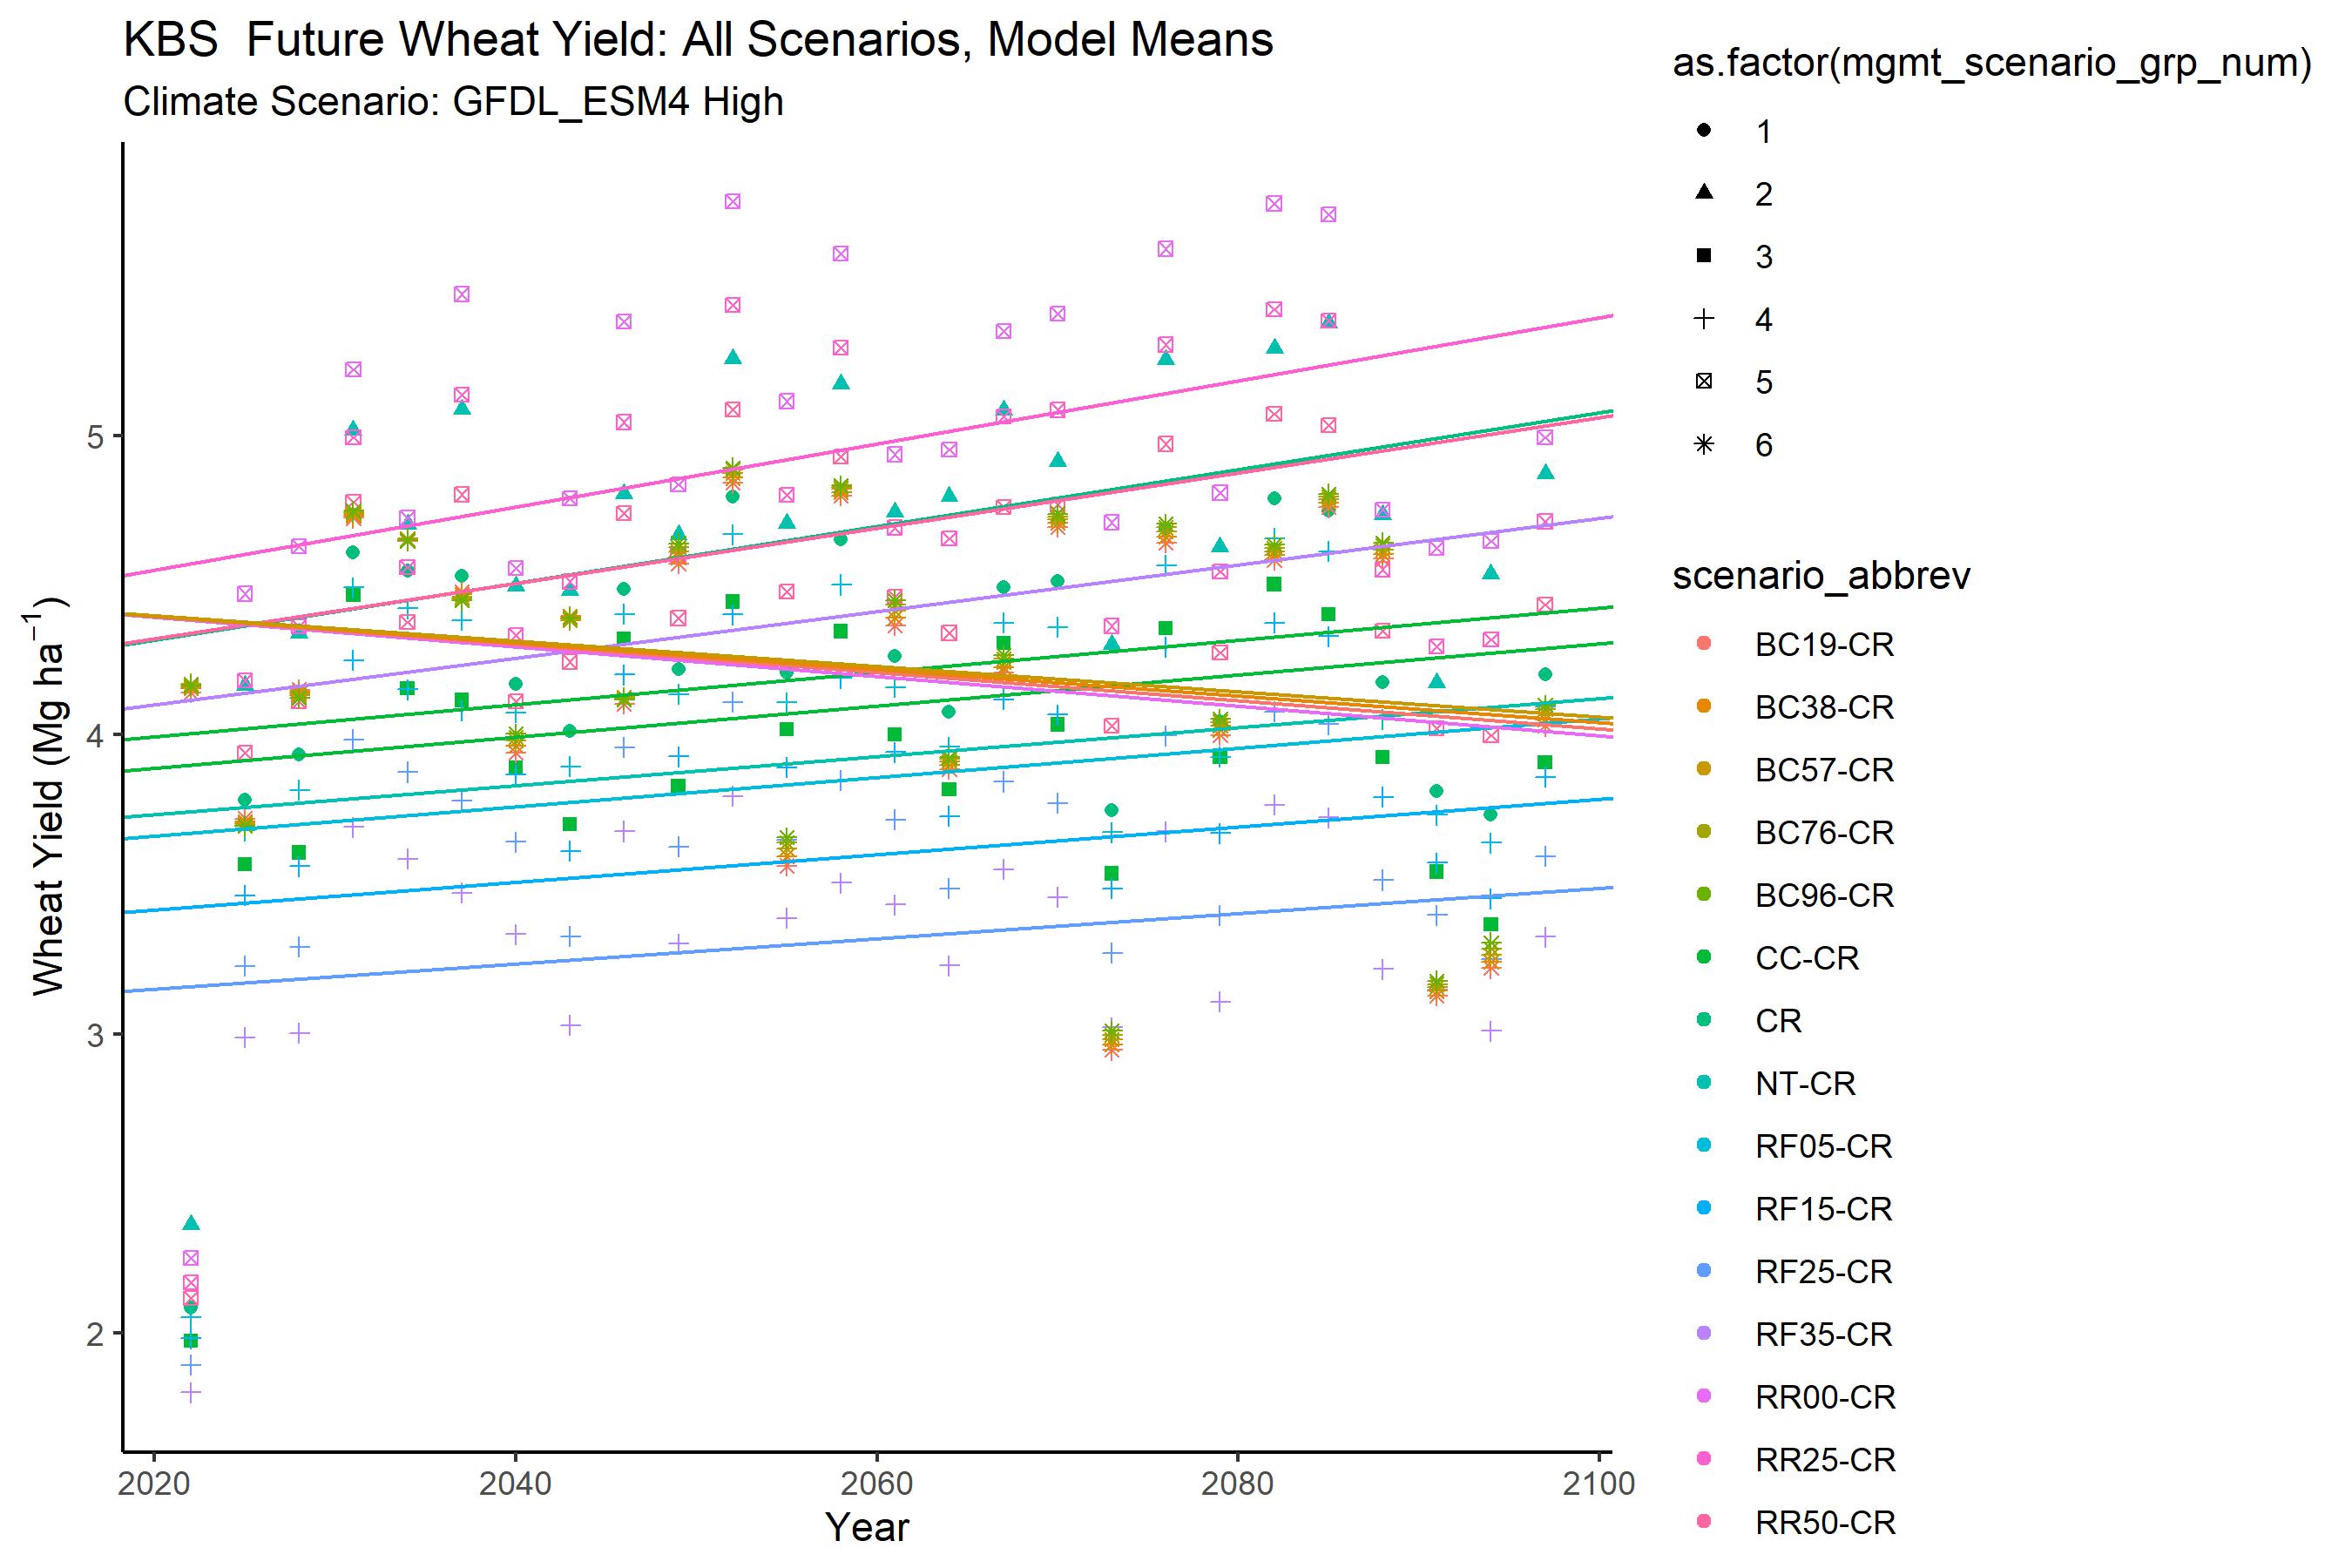 KBS  Future Wheat Yield: All Scenarios, Model Means
Climate Scenario: GFDL_ESM4 High
Wheat Yield (Mg ha⁻¹)
5
4
3
2
2020 2040 2060 2080 2100
Year
as.factor(mgmt_scenario_grp_num)
1
2
3
4
5
6
scenario_abbrev
BC19-CR
BC38-CR
BC57-CR
BC76-CR
BC96-CR
CC-CR
CR
NT-CR
RF05-CR
RF15-CR
RF25-CR
RF35-CR
RR00-CR
RR25-CR
RR50-CR